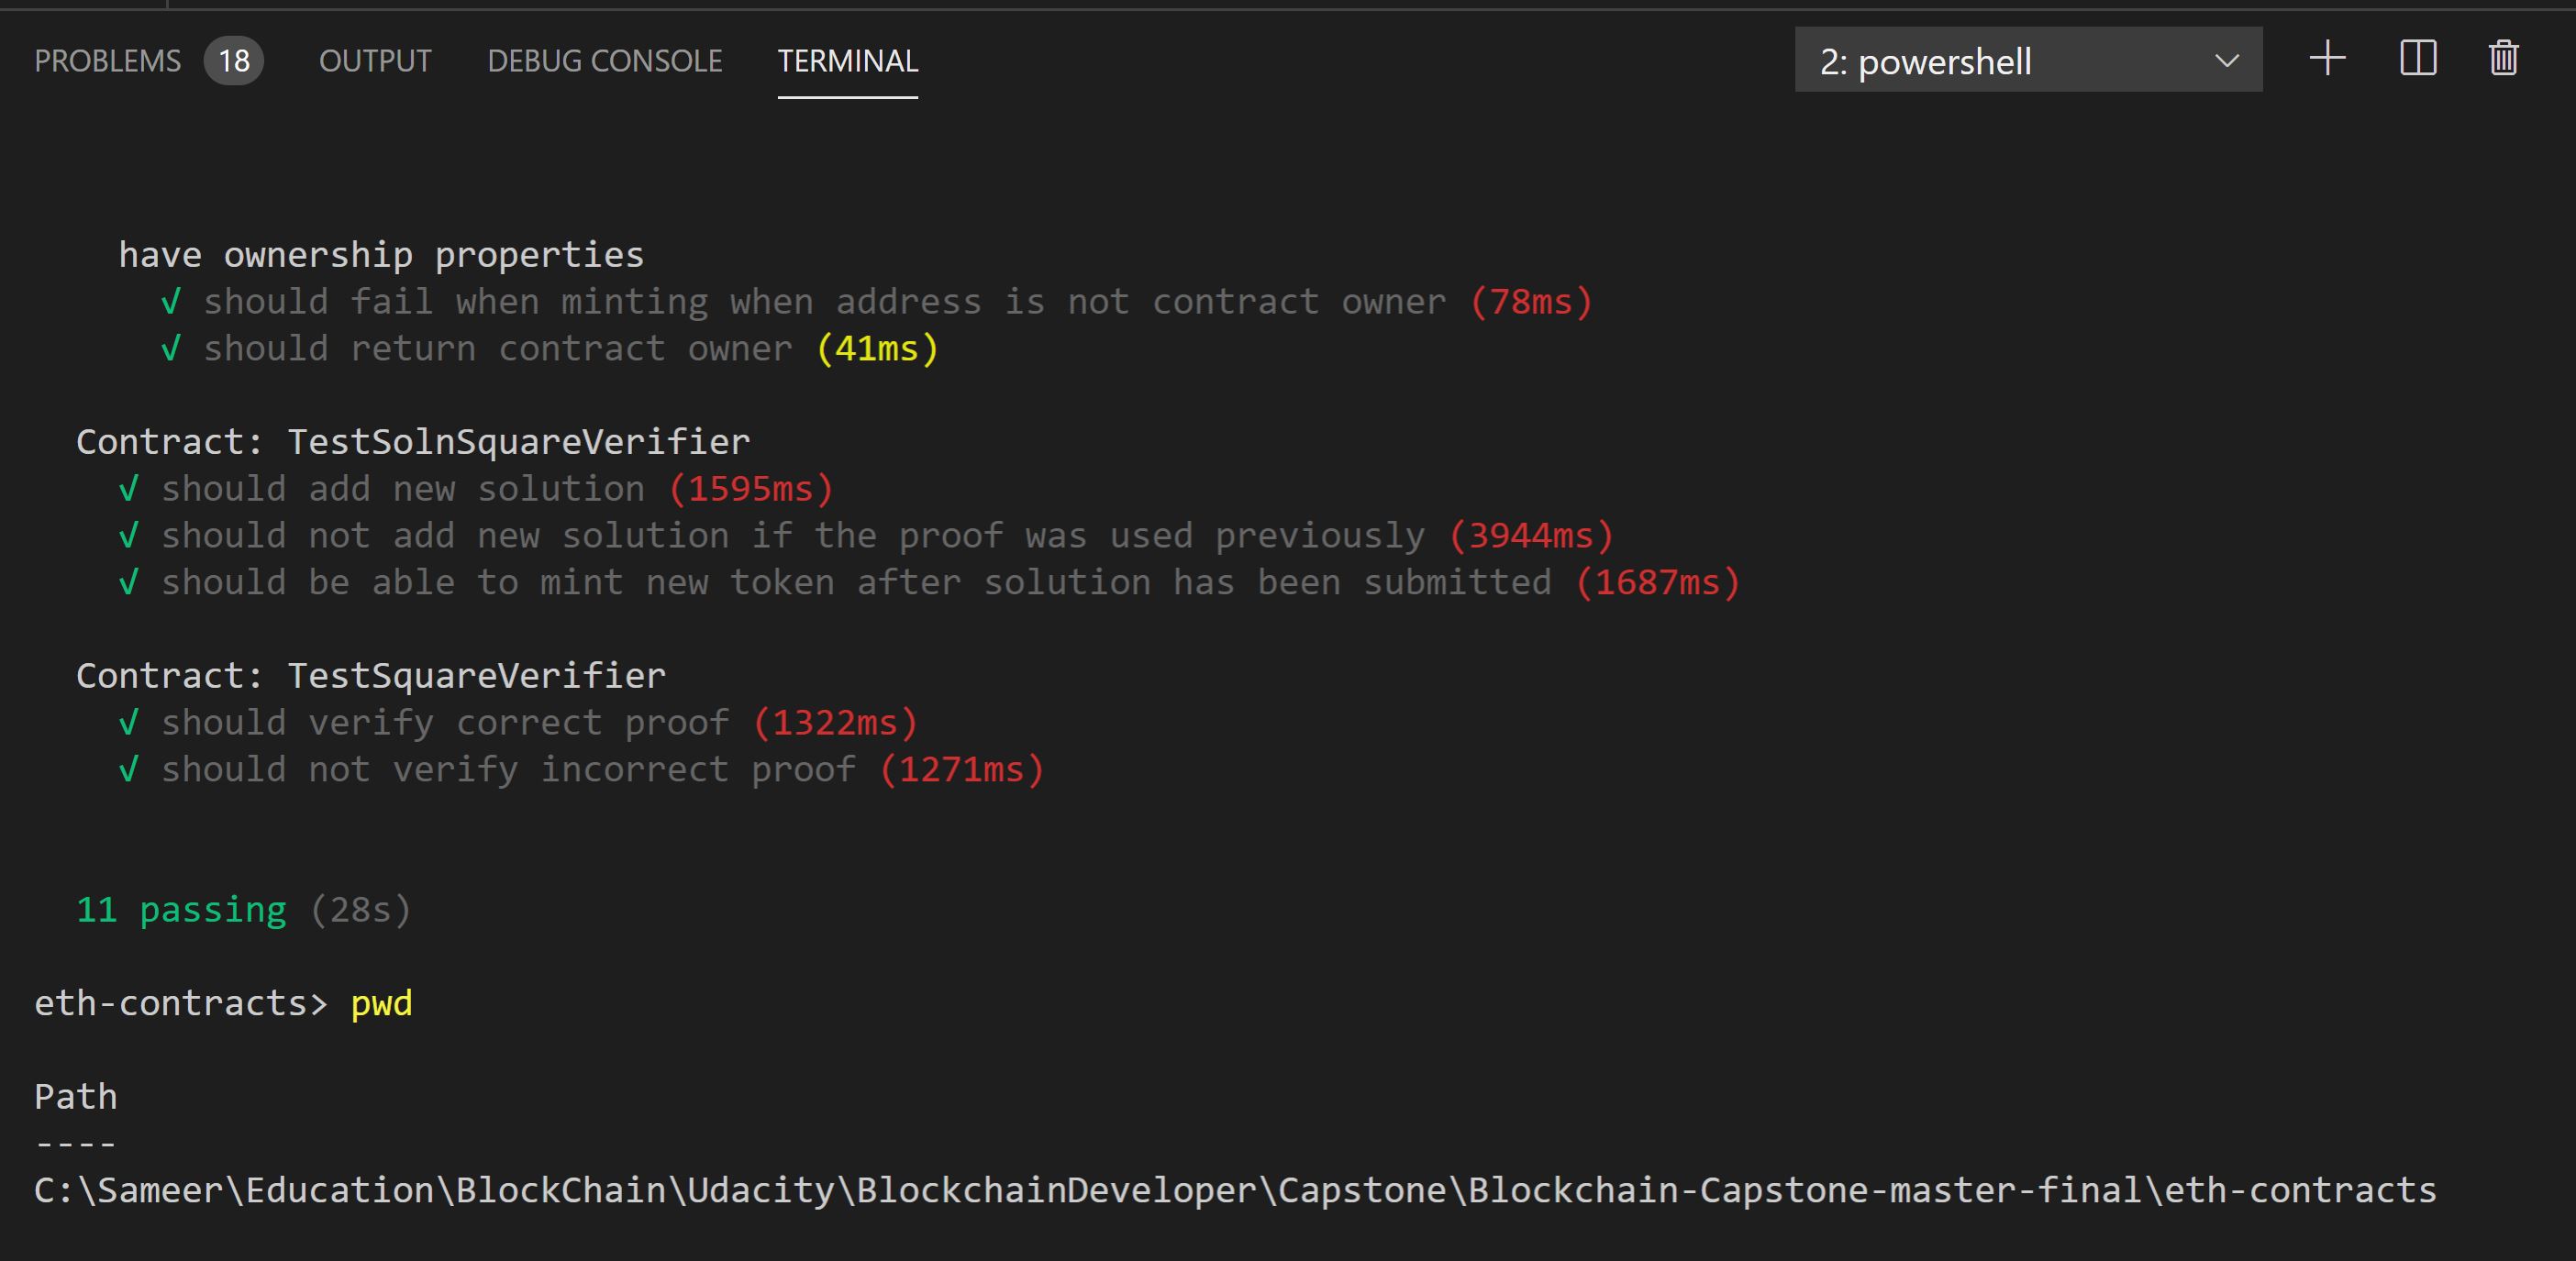 PROBLEMS 18 OUTPUT DEBUG CONSOLE TERMINAL 2: powershell
have ownership properties
√ should fail when minting when address is not contract owner (78ms)
√ should return contract owner (41ms)
Contract: TestSolnSquareVerifier
√ should add new solution (1595ms)
√ should not add new solution if the proof was used previously (3944ms)
√ should be able to mint new token after solution has been submitted (1687ms)
Contract: TestSquareVerifier
√ should verify correct proof (1322ms)
√ should not verify incorrect proof (1271ms)
11 passing (28s)
eth-contracts> pwd
Path
----
C:\Sameer\Education\BlockChain\Udacity\BlockchainDeveloper\Capstone\Blockchain-Capstone-master-final\eth-contracts